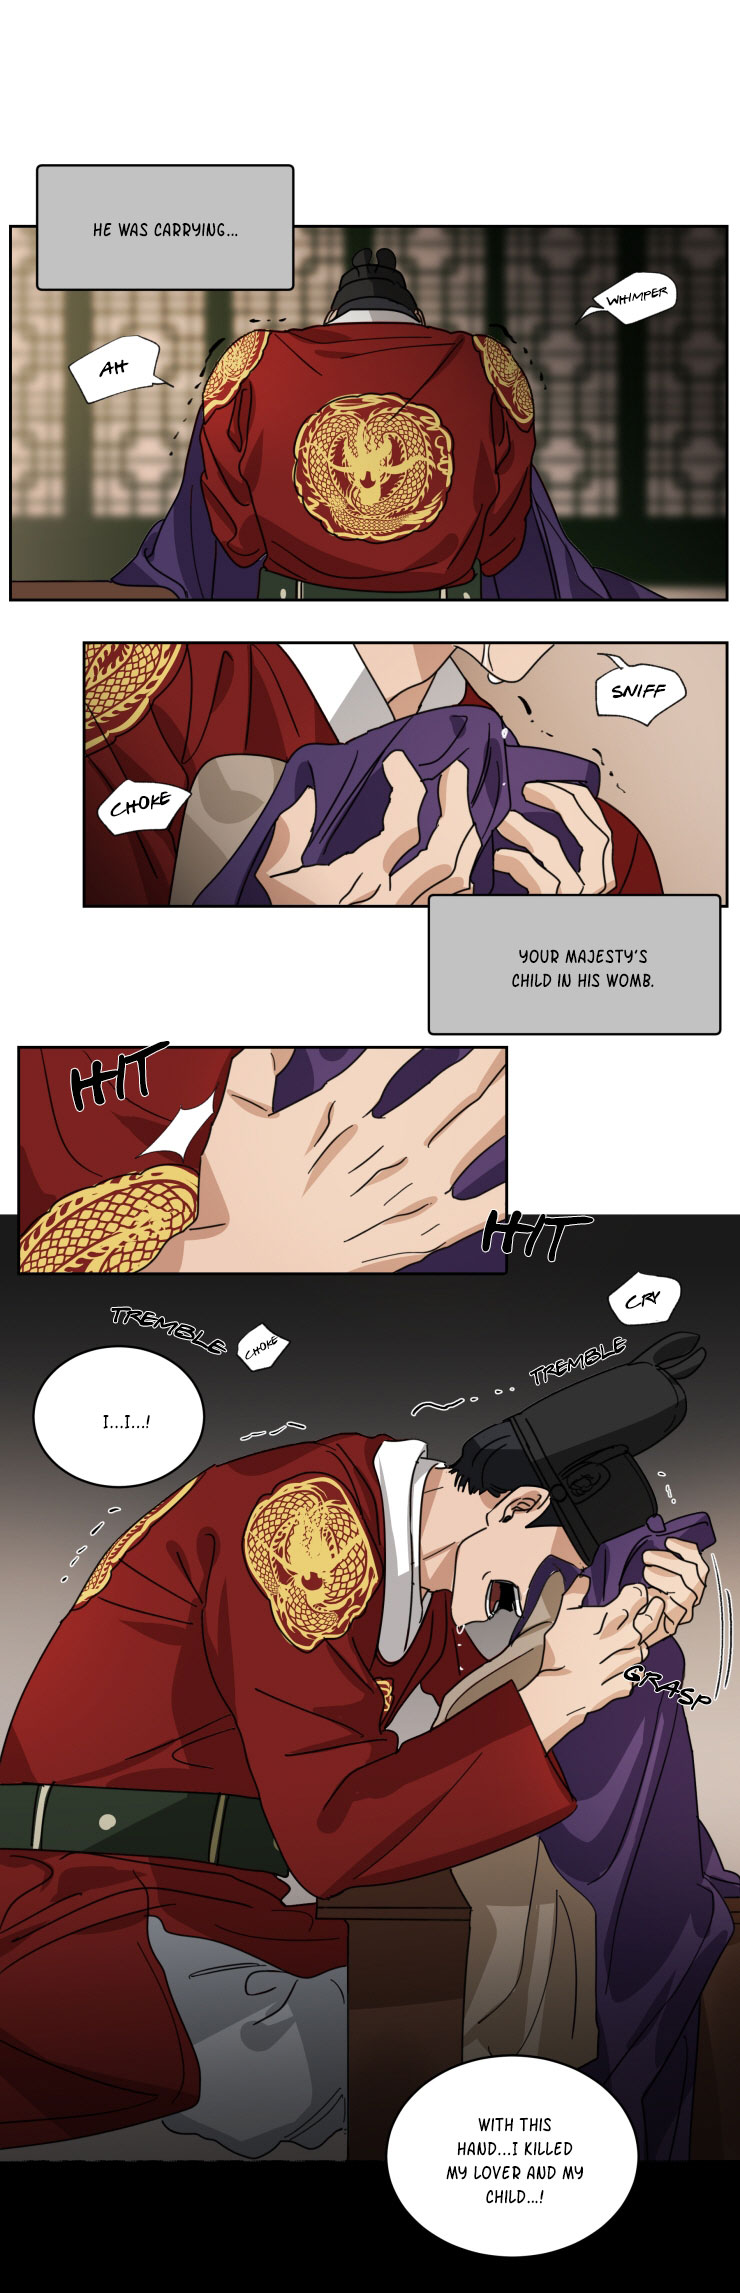 HE WAS CARRYING...
WHIMPER
AH
SNIFF
CHOKE
YOUR MAJESTY'S
CHILD IN HIS WOMB.
HIT
HIT
CRY
TREMBLE
CHOKE
TREMBLE
I...I...!
GRASP
WITH THIS
HAND...I KILLED
MY LOVER AND MY
CHILD...!